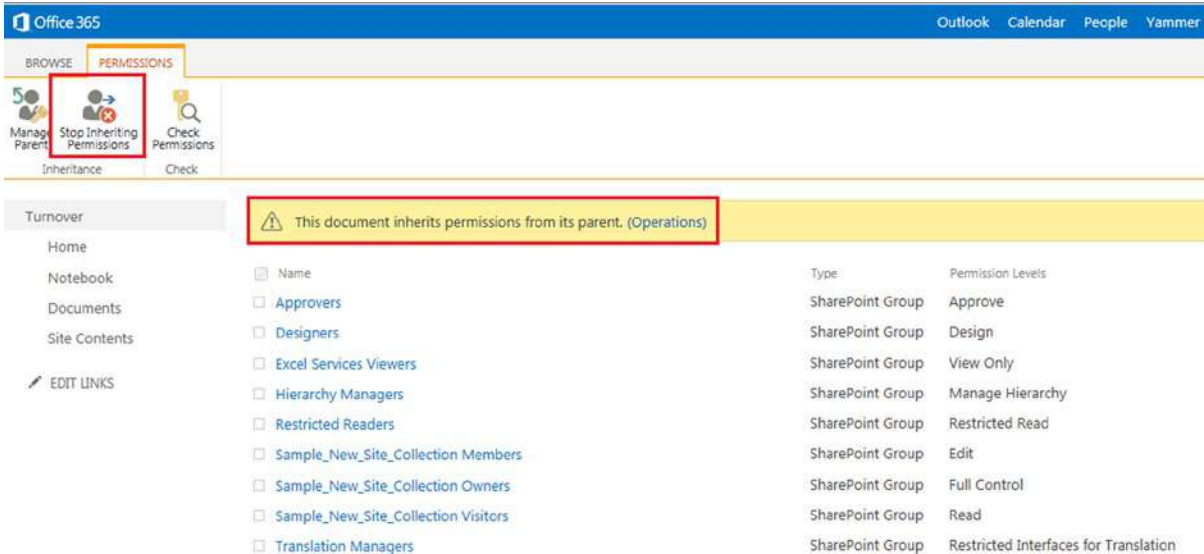 Office 365
Outlook Calendar People Yammer
BROWSE PERMISSIONS
Manage Parent
Stop Inheriting Permissions
Check Permissions
Inheritance Check
Turnover
Home
Notebook
Documents
Site Contents
EDIT LINKS
This document inherits permissions from its parent. (Operations)
Name Type Permission Levels
Approvers SharePoint Group Approve
Designers SharePoint Group Design
Excel Services Viewers SharePoint Group View Only
Hierarchy Managers SharePoint Group Manage Hierarchy
Restricted Readers SharePoint Group Restricted Read
Sample_New_Site_Collection Members SharePoint Group Edit
Sample_New_Site_Collection Owners SharePoint Group Full Control
Sample_New_Site_Collection Visitors SharePoint Group Read
Translation Managers SharePoint Group Restricted Interfaces for Translation